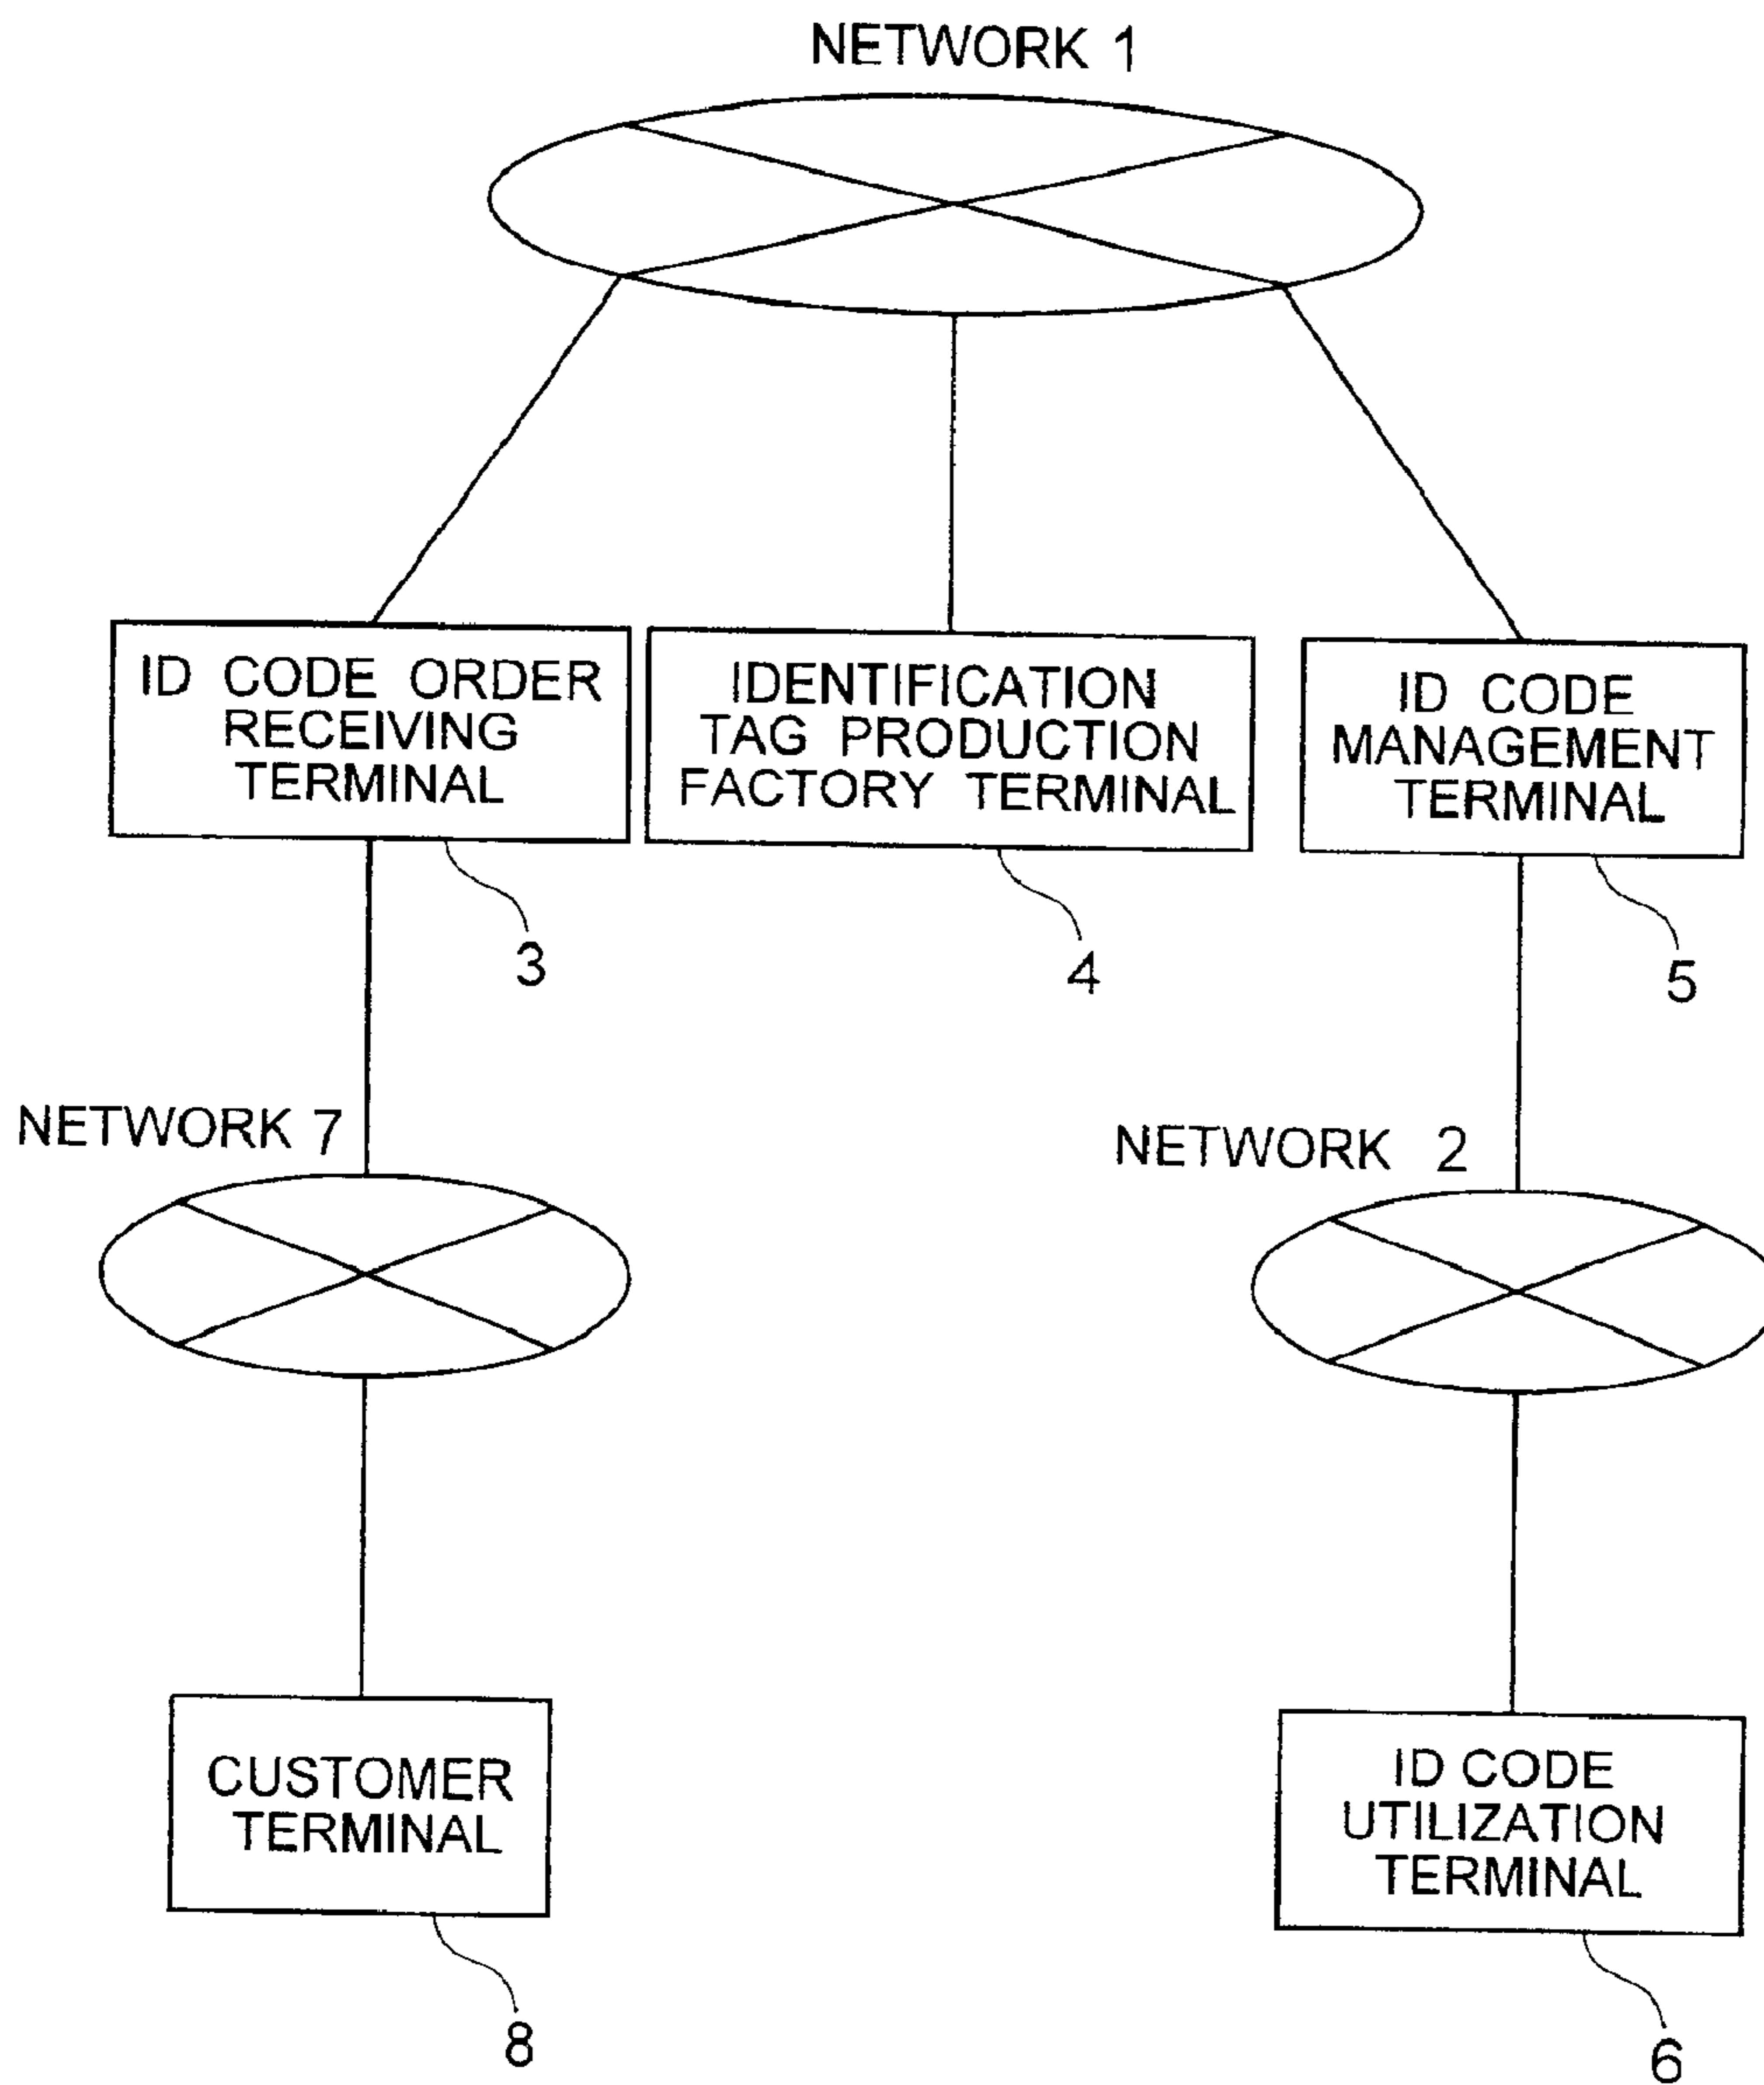 NETWORK 1
ID CODE ORDER
RECEIVING
TERMINAL
IDENTIFICATION
TAG PRODUCTION
FACTORY TERMINAL
ID CODE
MANAGEMENT
TERMINAL
3
4
5
NETWORK 7
NETWORK 2
CUSTOMER
TERMINAL
ID CODE
UTILIZATION
TERMINAL
8
6